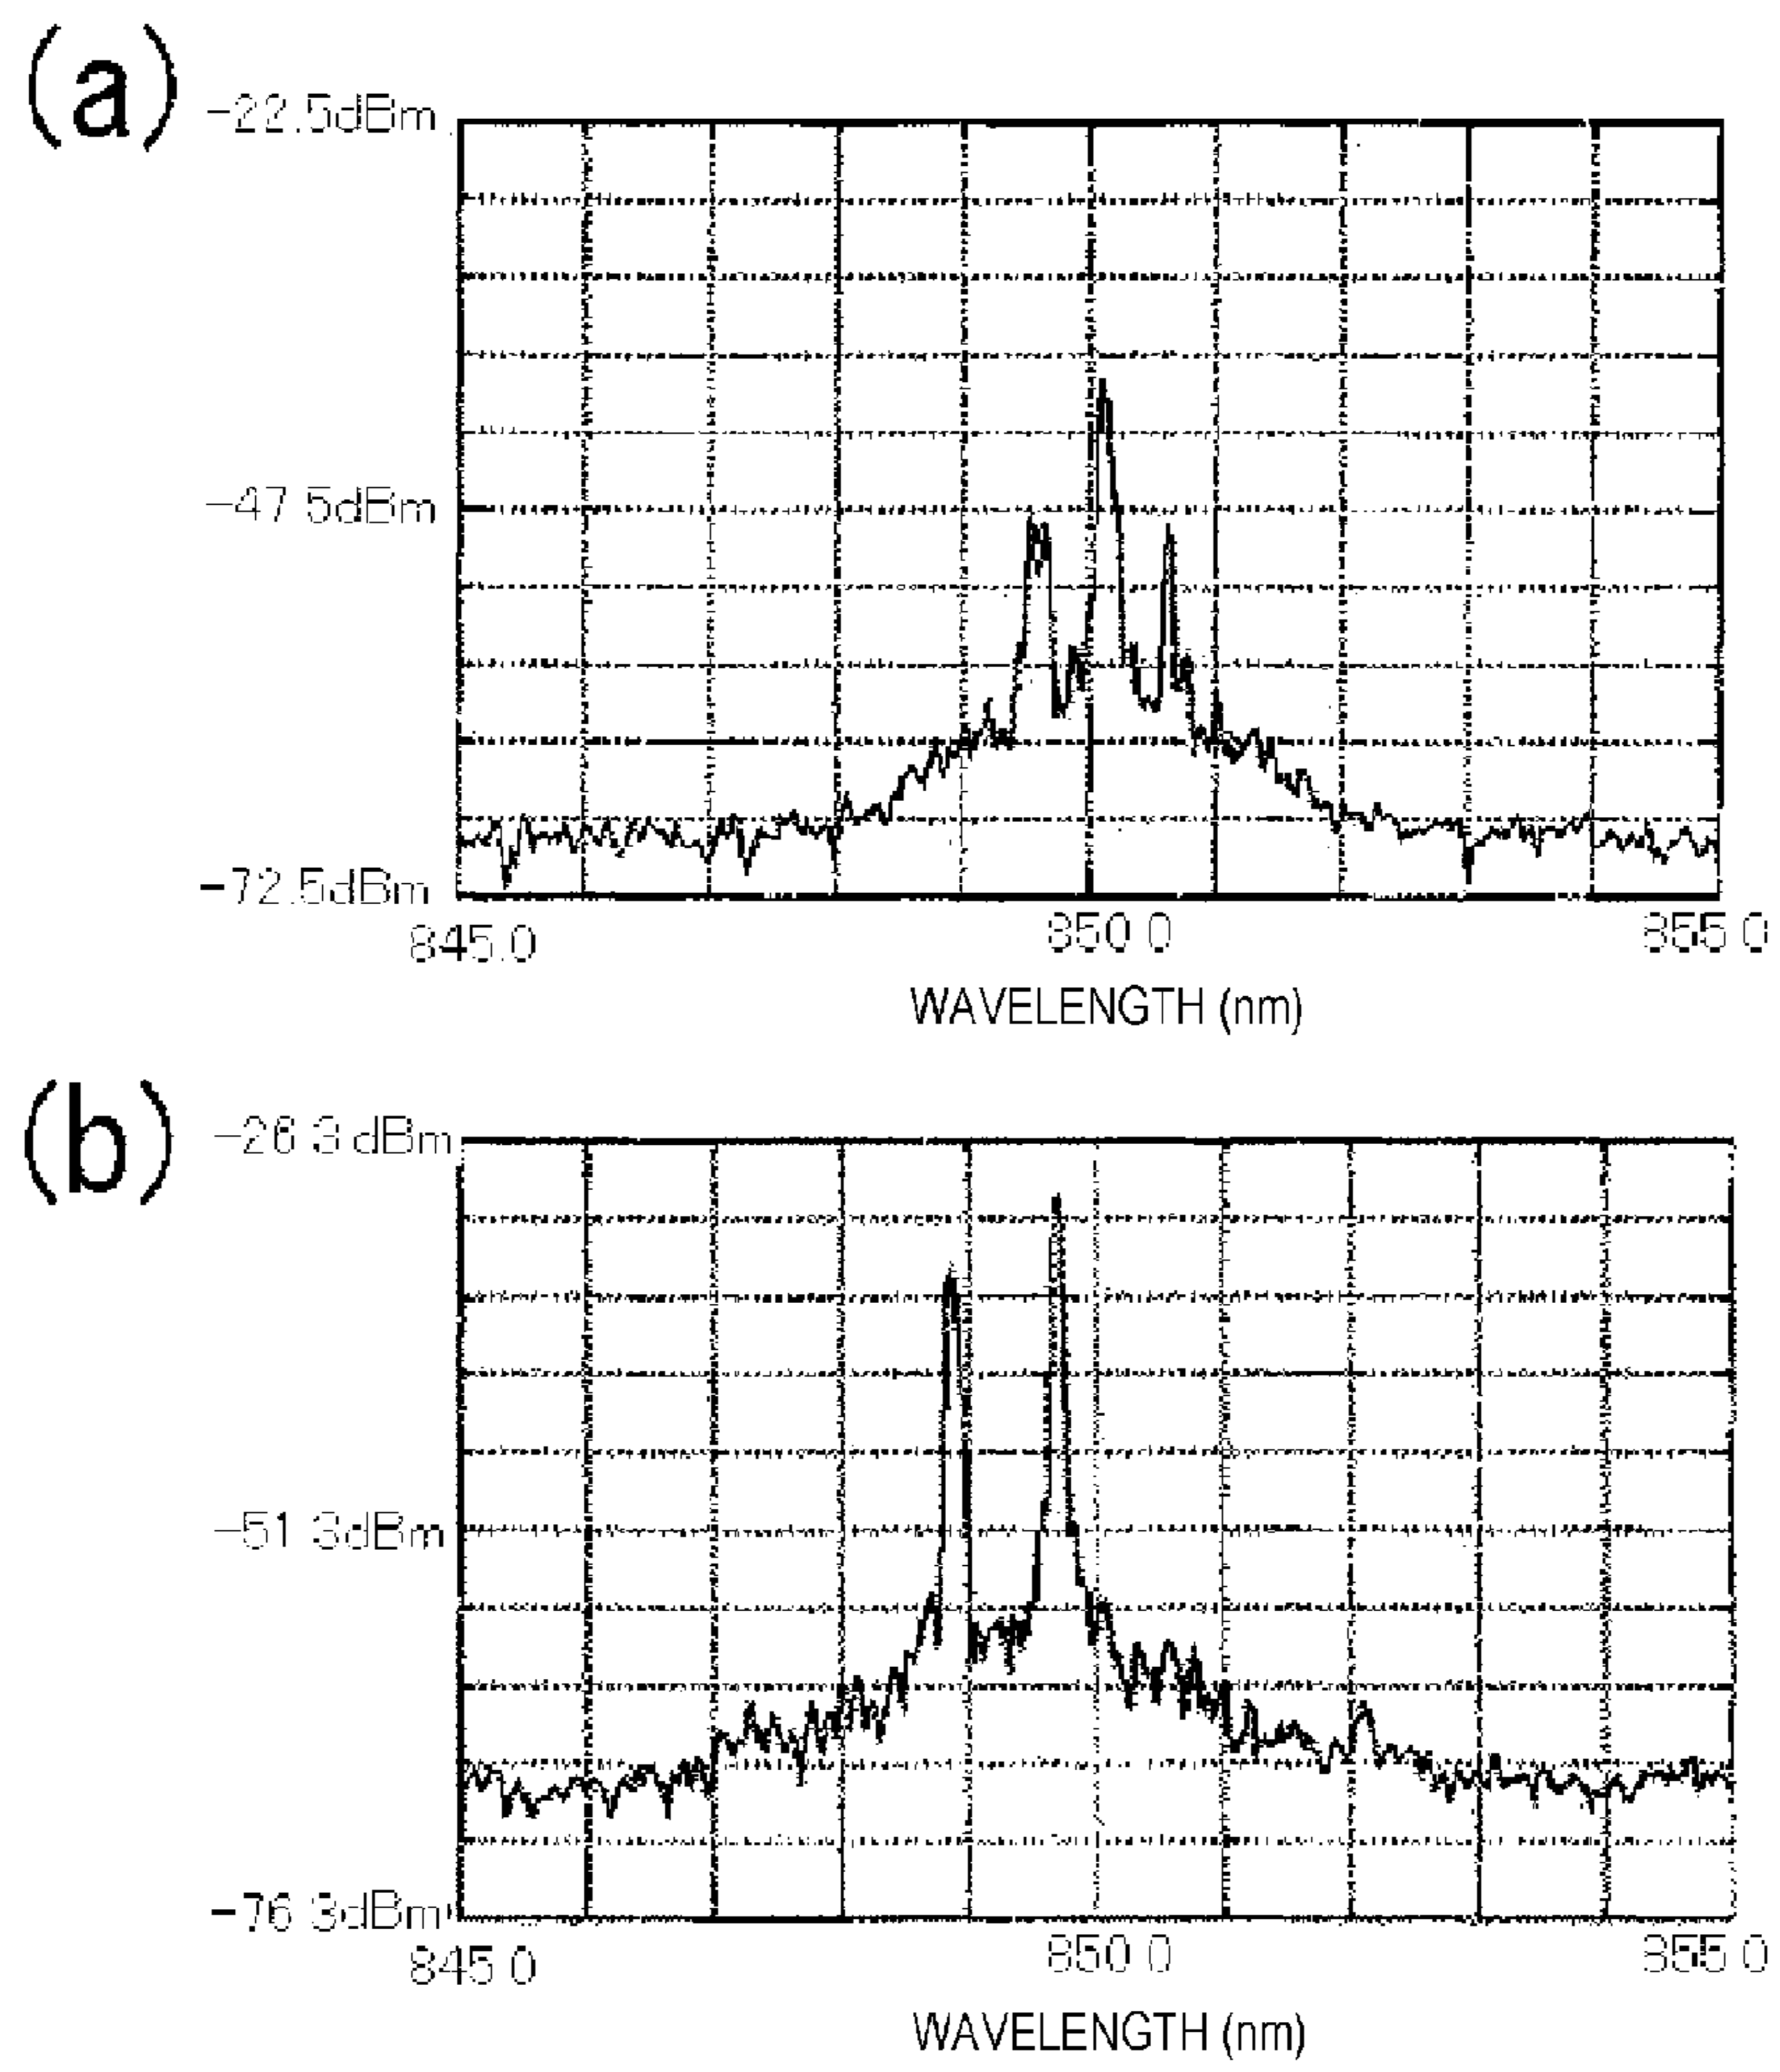 (a)
-22.5dBm
-47.5dBm
-72.5dBm
845.0 850.0 855.0
WAVELENGTH (nm)
(b)
-26.3 dBm
-51.3dBm
-76.3dBm
845.0 850.0 855.0
WAVELENGTH (nm)